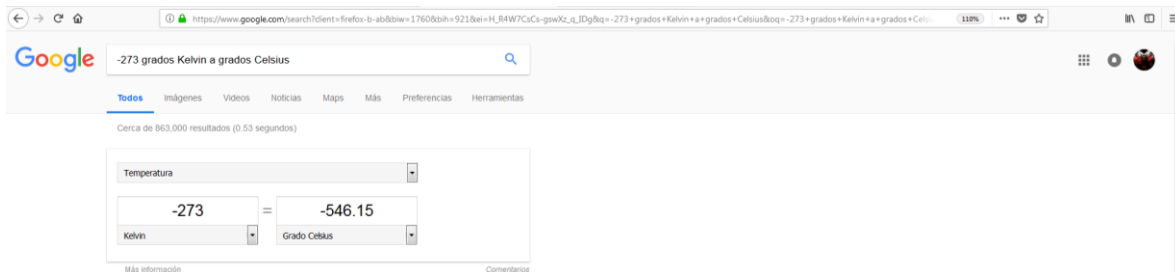 https://www.google.com/search?client=firefox-b-ab&biw=1760&bih=921&ei=H_R4W7CsCs-gswXz_q_IDg&q=-273+grados+Kelvin+a+grados+Celsius&oq=-273+grados+Kelvin+a+grados+Cels 110%
Google -273 grados Kelvin a grados Celsius
Todos Imágenes Videos Noticias Maps Más Preferencias Herramientas
Cerca de 863,000 resultados (0.53 segundos)
Temperatura
-273 = -546.15
Kelvin Grado Celsius
Más información Comentarios